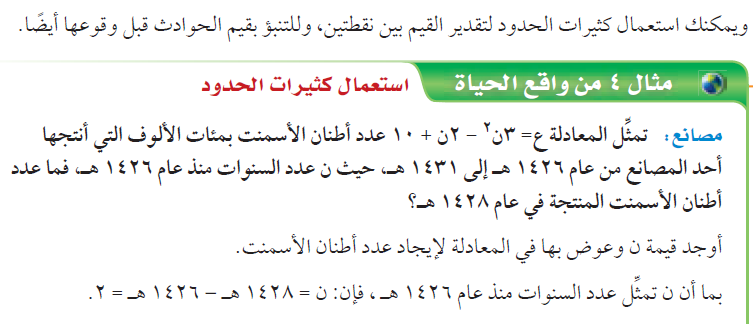 ويمكنك استعمال كثيرات الحدود لتقدير القيم بين نقطتين، وللتنبؤ بقيم الحوادث قبل وقوعها أيضًا.
مثال ٤ من واقع الحياة استعمال كثيرات الحدود
مصانع: تمثِّل المعادلة ع= ٣ن٢ – ٢ن + ١٠ عدد أطنان الأسمنت بمئات الألوف التي أنتجها
أحد المصانع من عام ١٤٢٦ هـ إلى ١٤٣١ هـ، حيث ن عدد السنوات منذ عام ١٤٢٦ هـ، فما عدد
أطنان الأسمنت المنتجة في عام ١٤٢٨ هـ؟
أوجد قيمة ن وعوض بها في المعادلة لإيجاد عدد أطنان الأسمنت.
بما أن ن تمثِّل عدد السنوات منذ عام ١٤٢٦ هـ، فإن: ن = ١٤٢٨ هـ – ١٤٢٦ هـ = ٢.